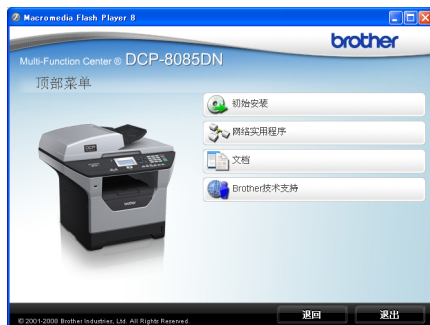 Macromedia Flash Player 8
brother
Multi-Function Center ® DCP-8085DN
顶部菜单
初始安装
网络实用程序
文档
Brother技术支持
© 2001-2008 Brother Industries, Ltd. All Rights Reserved.
退回
退出